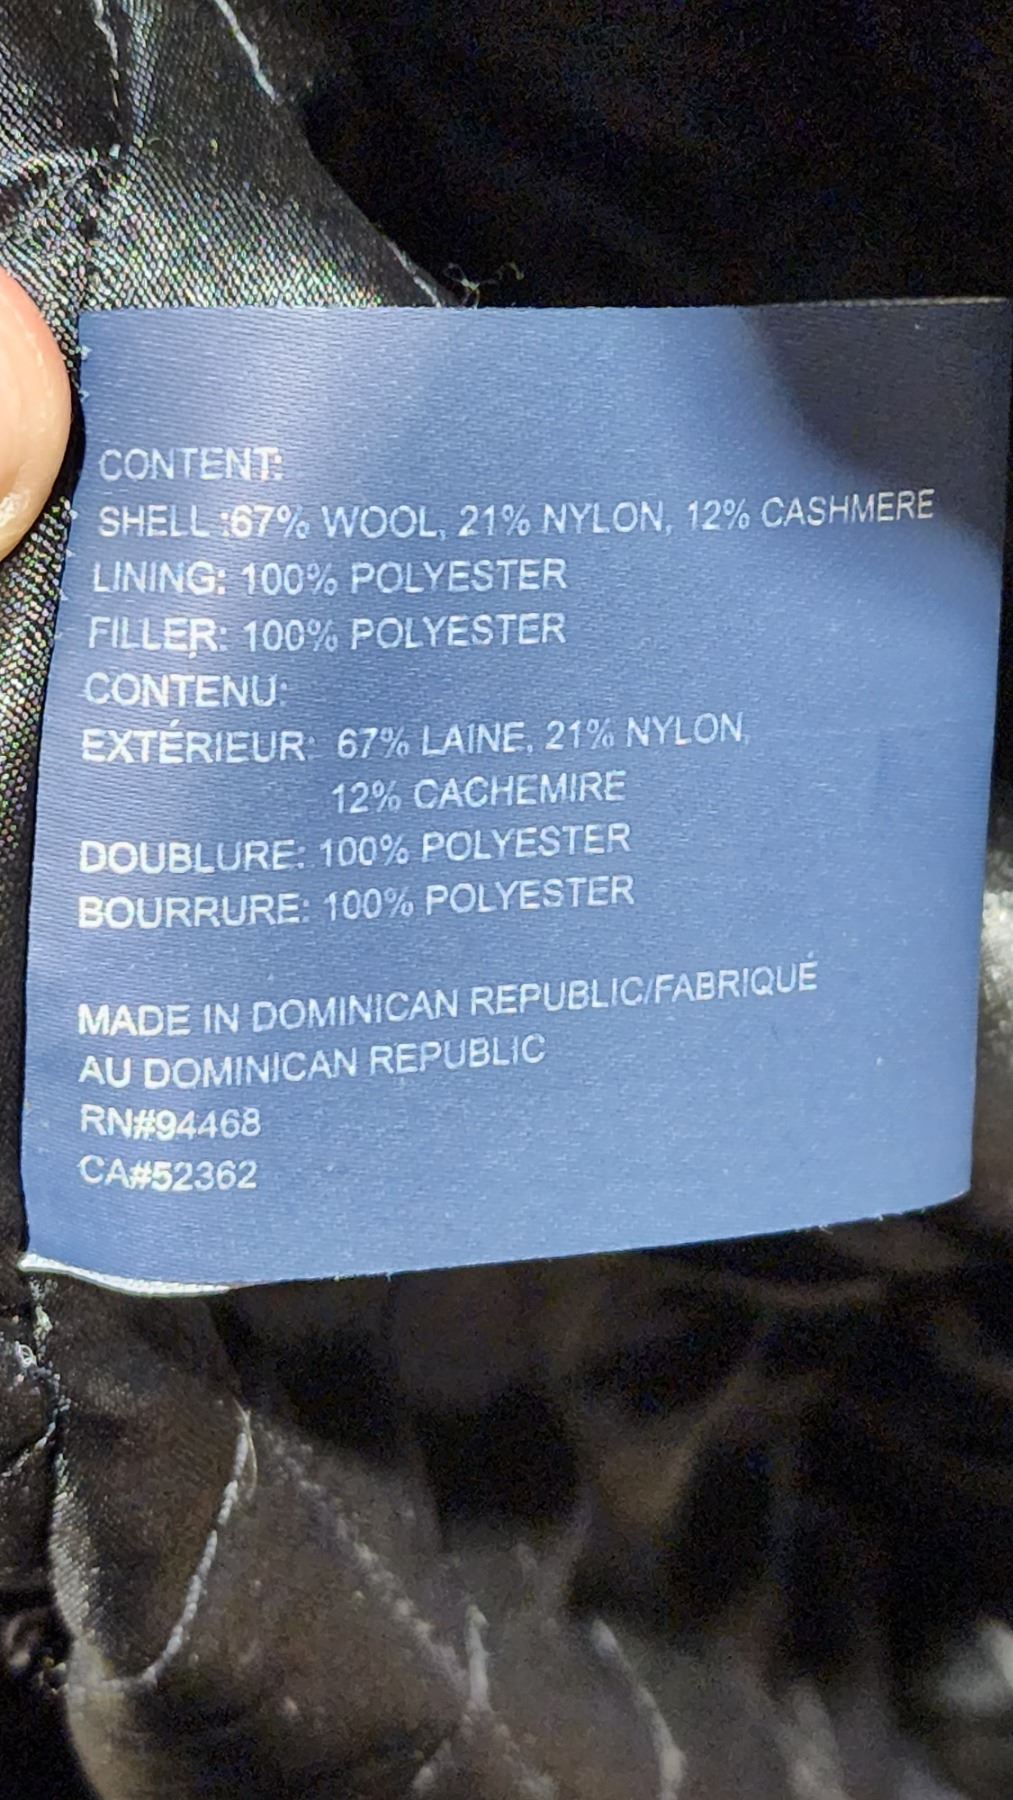 CONTENT:
SHELL :67% WOOL, 21% NYLON, 12% CASHMERE
LINING: 100% POLYESTER
FILLER: 100% POLYESTER
CONTENU:
EXTÉRIEUR: 67% LAINE, 21% NYLON,
12% CACHEMIRE
DOUBLURE: 100% POLYESTER
BOURRURE: 100% POLYESTER
MADE IN DOMINICAN REPUBLIC/FABRIQUÉ
AU DOMINICAN REPUBLIC
RN#94468
CA#52362